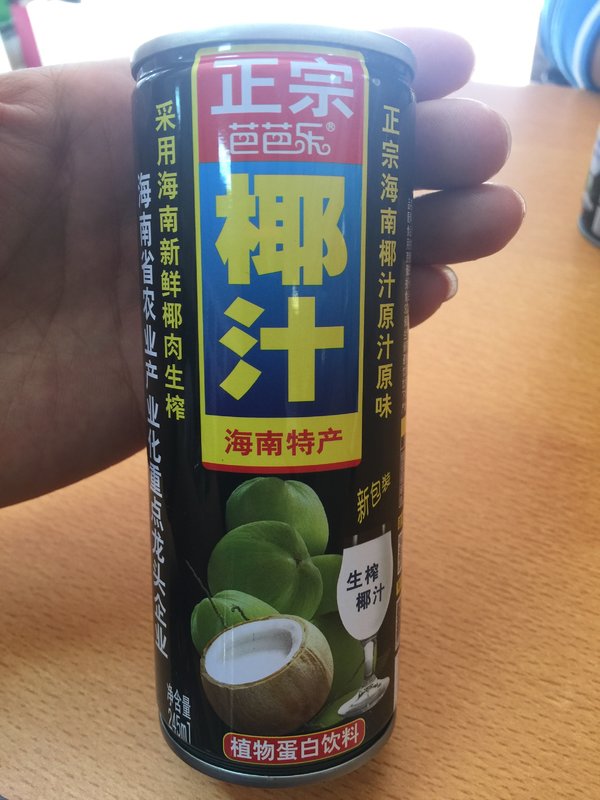 正宗
芭芭乐®
椰汁
海南特产
采用海南新鲜椰肉生榨
海南省农业产业化重点龙头企业
正宗海南椰汁原汁原味
新包装
生榨
椰汁
净含量
245ml
植物蛋白饮料